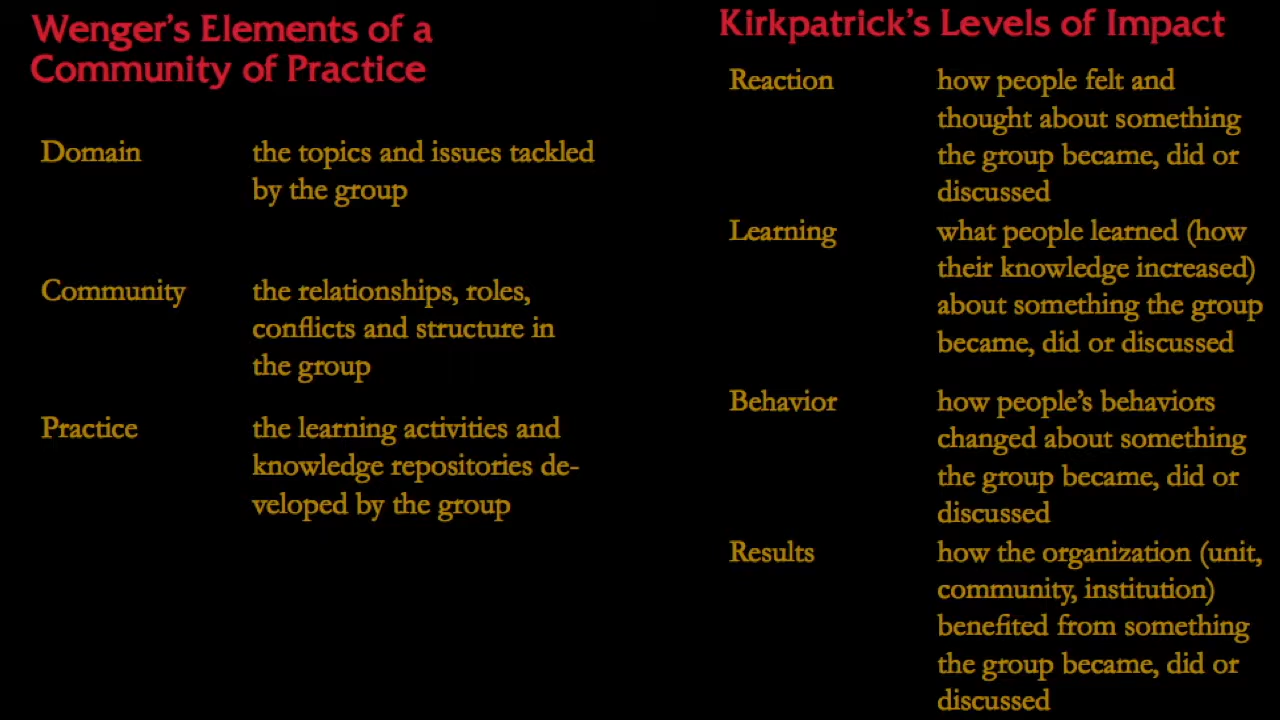 Wenger's Elements of a
Community of Practice
Domain the topics and issues tackled
by the group
Community the relationships, roles,
conflicts and structure in
the group
Practice the learning activities and
knowledge repositories de-
veloped by the group
Kirkpatrick's Levels of Impact
Reaction how people felt and
thought about something
the group became, did or
discussed
Learning what people learned (how
their knowledge increased)
about something the group
became, did or discussed
Behavior how people's behaviors
changed about something
the group became, did or
discussed
Results how the organization (unit,
community, institution)
benefited from something
the group became, did or
discussed